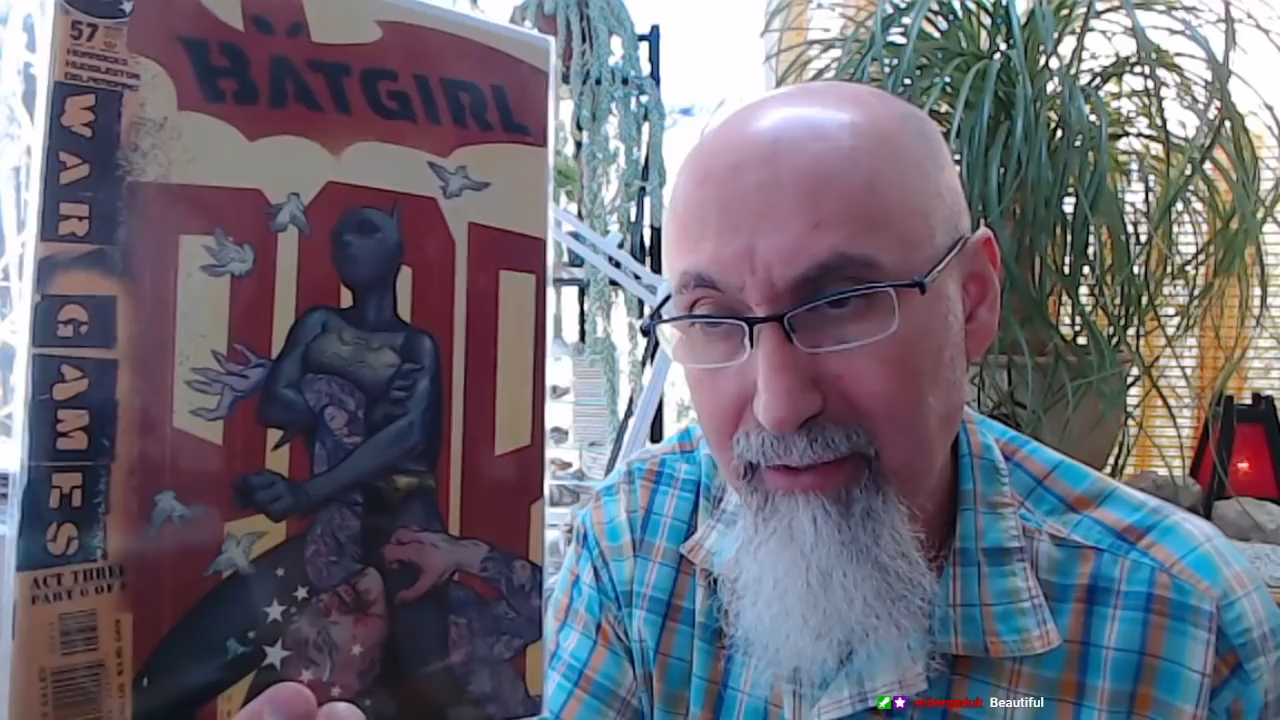 57
HORROCKS
HUDDLESTON
DELPERDANG
BATGIRL
WAR
GAMES
ACT THREE
PART 6 OF 8
Beautiful